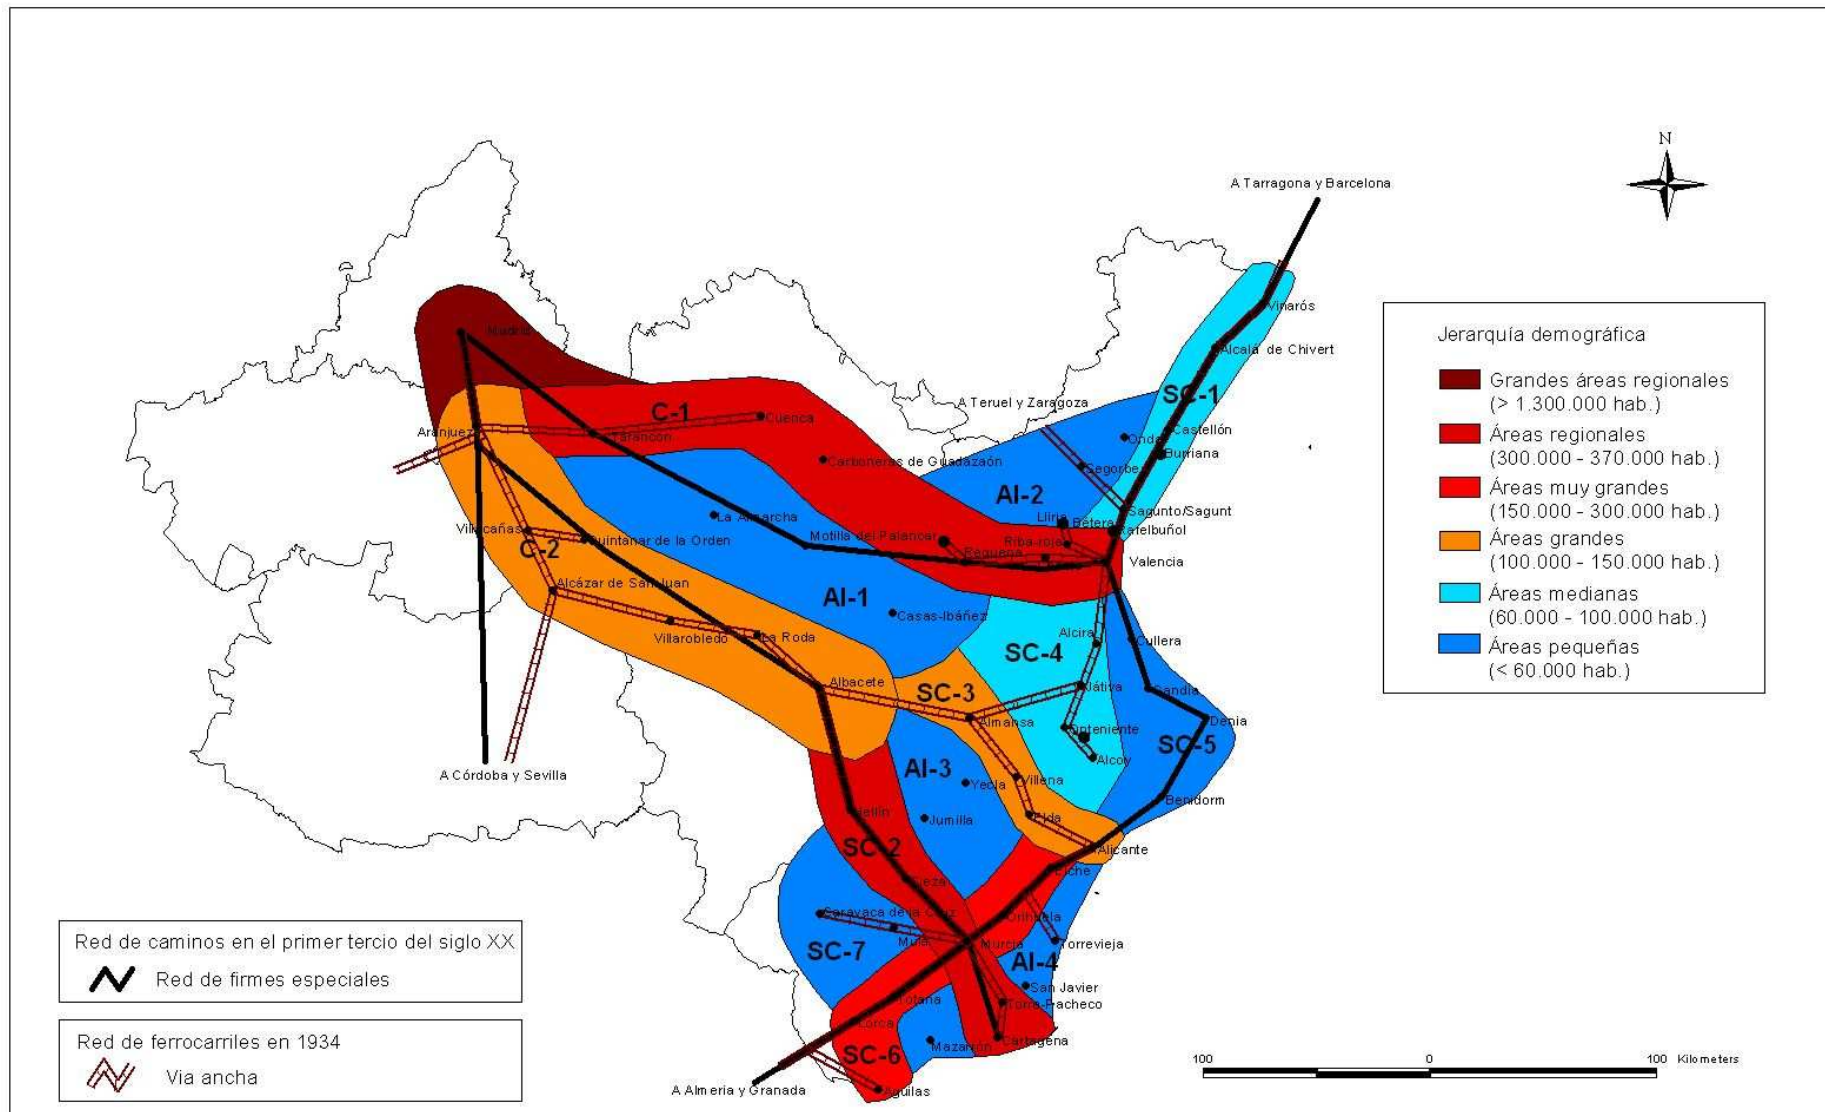 N
A Tarragona y Barcelona
Vinarós
Alcalá de Chivert
SC-1
A Teruel y Zaragoza
Castellón
Onda
Burriana
Segorbe
AI-2
Sagunto/Sagunt
Lliria
Bétera
Rafelbuñol
Riba-roja
Valencia
Requena
Motilla del Palancar
Madrid
C-1
Cuenca
Aranjuez
Tarancón
Carboneras de Guadazaón
La Almarcha
Villacañas
C-2
Quintanar de la Orden
Alcázar de San Juan
AI-1
Casas-Ibáñez
Villarobledo
La Roda
Alcira
Cullera
SC-4
Albacete
SC-3
Xátiva
Gandía
Almansa
Onteniente
Denia
SC-5
Alcoy
A Córdoba y Sevilla
AI-3
Yecla
Villena
Benidorm
Hellín
Jumilla
Elda
SC-2
Alicante
Elche
Cieza
Caravaca de la Cruz
Orihuela
Mula
Murcia
Torrevieja
SC-7
AI-4
San Javier
Totana
Torre-Pacheco
Lorca
Mazarrón
Cartagena
SC-6
A Almeria y Granada
Aguilas
Jerarquía demográfica
Grandes áreas regionales
(> 1.300.000 hab.)
Áreas regionales
(300.000 - 370.000 hab.)
Áreas muy grandes
(150.000 - 300.000 hab.)
Áreas grandes
(100.000 - 150.000 hab.)
Áreas medianas
(60.000 - 100.000 hab.)
Áreas pequeñas
(< 60.000 hab.)
Red de caminos en el primer tercio del siglo XX
Red de firmes especiales
Red de ferrocarriles en 1934
Via ancha
100 0 100 Kilometers